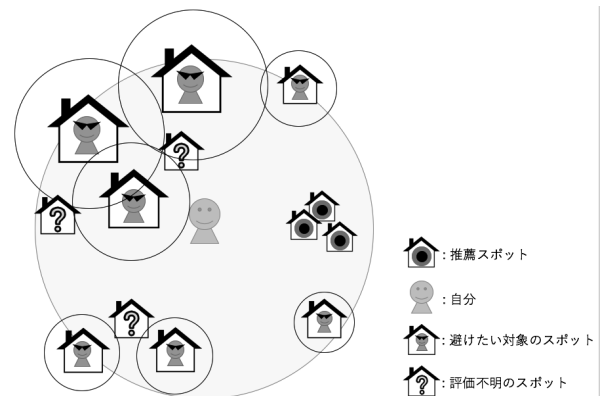 ?
?
?
: 推薦スポット
: 自分
: 避けたい対象のスポット
? : 評価不明のスポット